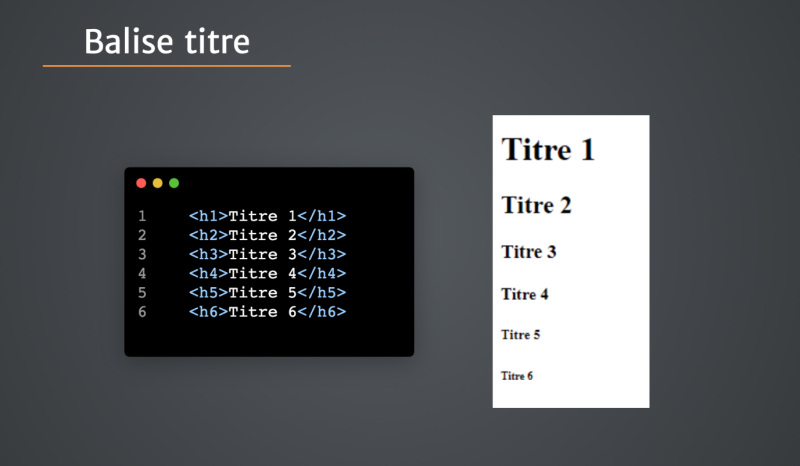 Balise titre
1 <h1>Titre 1</h1>
2 <h2>Titre 2</h2>
3 <h3>Titre 3</h3>
4 <h4>Titre 4</h4>
5 <h5>Titre 5</h5>
6 <h6>Titre 6</h6>
Titre 1
Titre 2
Titre 3
Titre 4
Titre 5
Titre 6